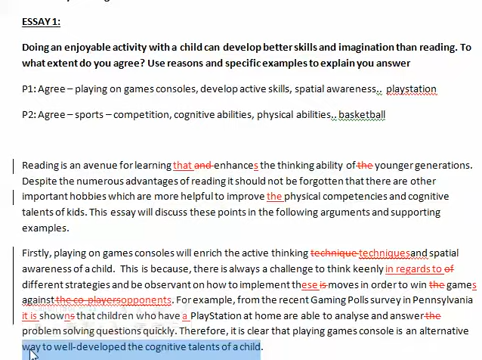 ESSAY 1:
Doing an enjoyable activity with a child can develop better skills and imagination than reading. To
what extent do you agree? Use reasons and specific examples to explain you answer
P1: Agree – playing on games consoles, develop active skills, spatial awareness.. playstation
P2: Agree – sports – competition, cognitive abilities, physical abilities.. basketball
Reading is an avenue for learning that and enhances the thinking ability of the younger generations.
Despite the numerous advantages of reading it should not be forgotten that there are other
important hobbies which are more helpful to improve the physical competencies and cognitive
talents of kids. This essay will discuss these points in the following arguments and supporting
examples.
Firstly, playing on games consoles will enrich the active thinking technique techniquesand spatial
awareness of a child. This is because, there is always a challenge to think keenly in regards to of
different strategies and be observant on how to implement these is moves in order to win the games
against the co-playersopponents. For example, from the recent Gaming Polls survey in Pennsylvania
it is showns that children who have a PlayStation at home are able to analyse and answer the
problem solving questions quickly. Therefore, it is clear that playing games console is an alternative
way to well-developed the cognitive talents of a child.